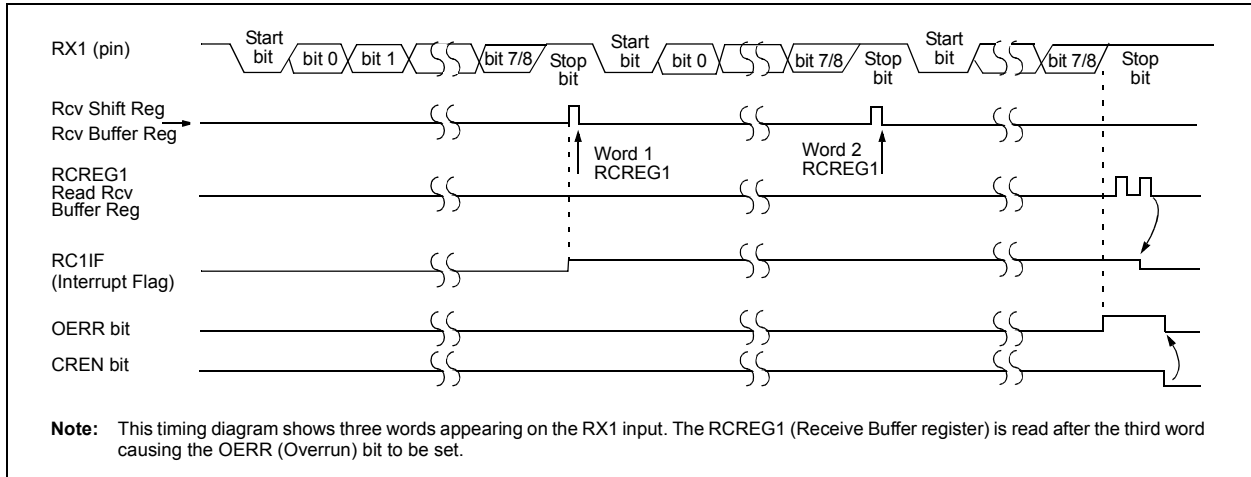 RX1 (pin)
Start bit
bit 0
bit 1
bit 7/8
Stop bit
Start bit
bit 0
bit 7/8
Stop bit
Start bit
bit 7/8
Stop bit
Rcv Shift Reg
Rcv Buffer Reg
Word 1
RCREG1
Word 2
RCREG1
RCREG1
Read Rcv
Buffer Reg
RC1IF
(Interrupt Flag)
OERR bit
CREN bit
Note: This timing diagram shows three words appearing on the RX1 input. The RCREG1 (Receive Buffer register) is read after the third word
causing the OERR (Overrun) bit to be set.